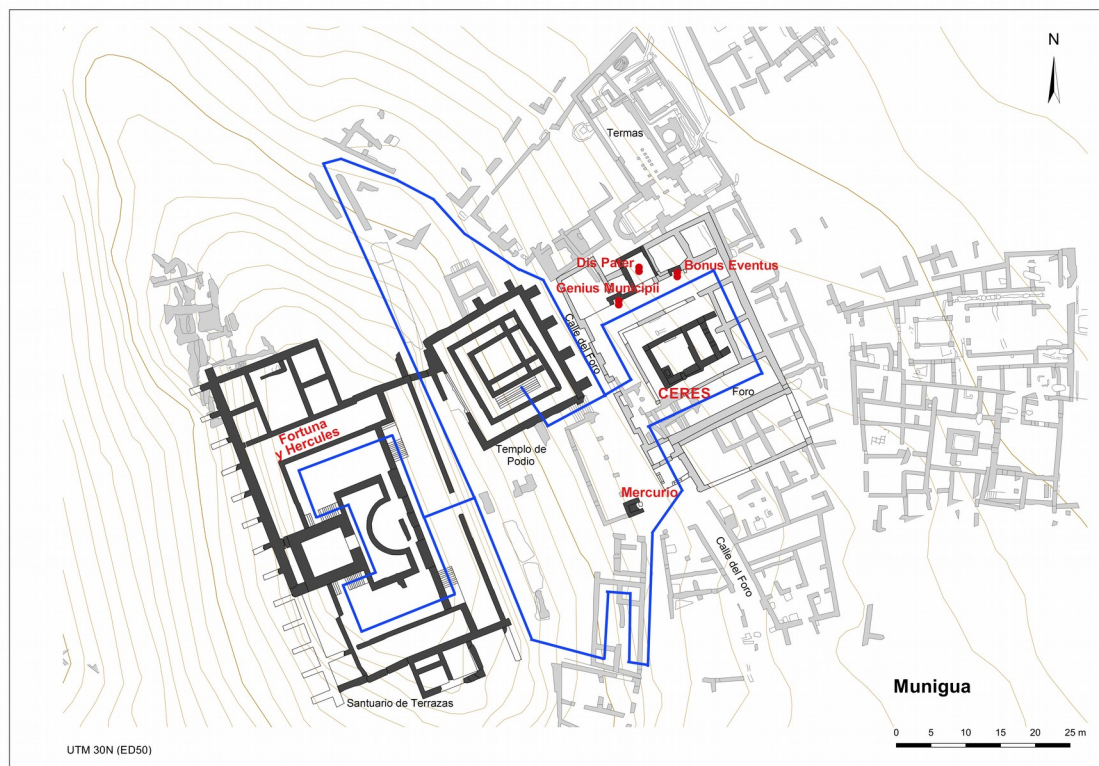 N
Termas
Dis Pater
Bonus Eventus
Genius Municipii
Calle del Foro
CERES
Foro
Fortuna
y Hercules
Templo de
Podio
Mercurio
Calle del Foro
Santuario de Terrazas
Munigua
0 5 10 15 20 25 m
UTM 30N (ED50)